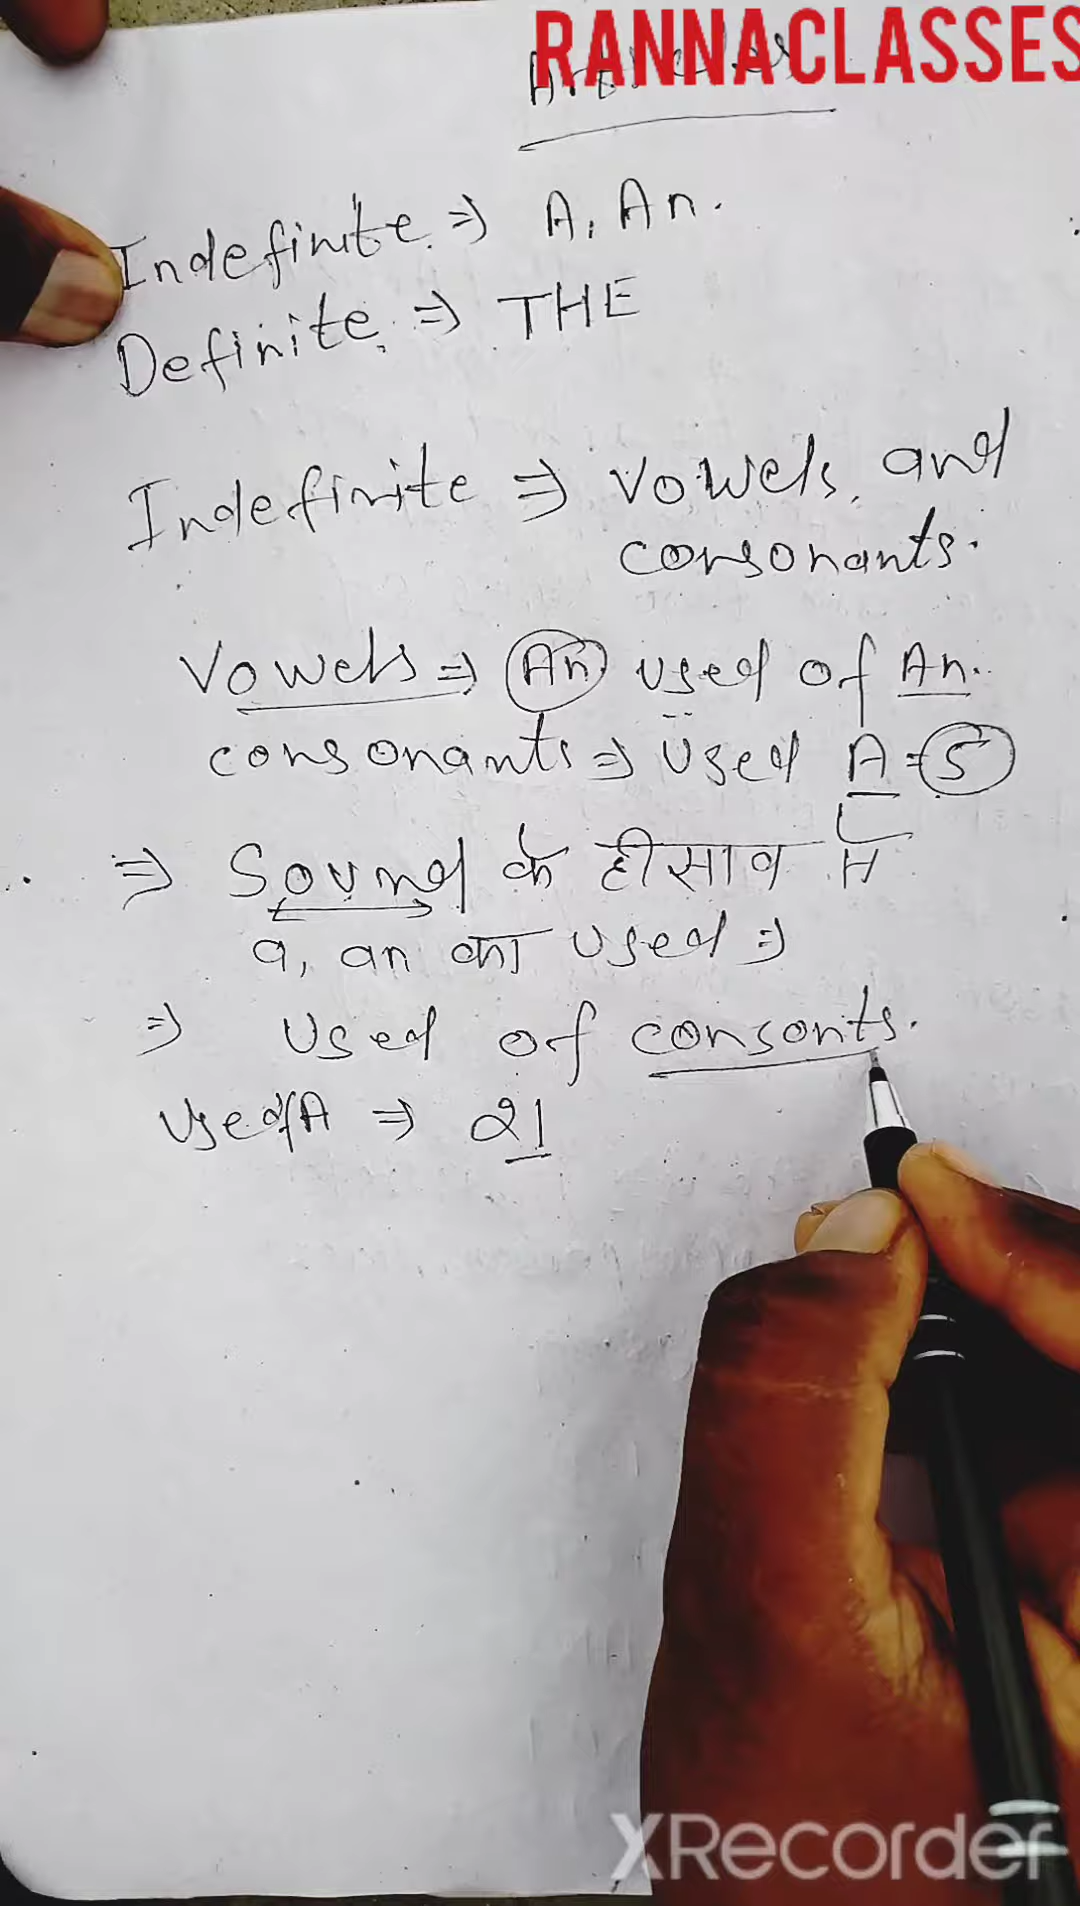 RANNACLASSES
Indefinite. => A, An.
Definite. => THE
Indefinite => Vowels, and
consonants.
Vowels => An used of An.
consonants => used A = 5
=> Sound के हीसाव से
a, an का used =>
=> Used of consonts.
Used of A => 21
XRecorder